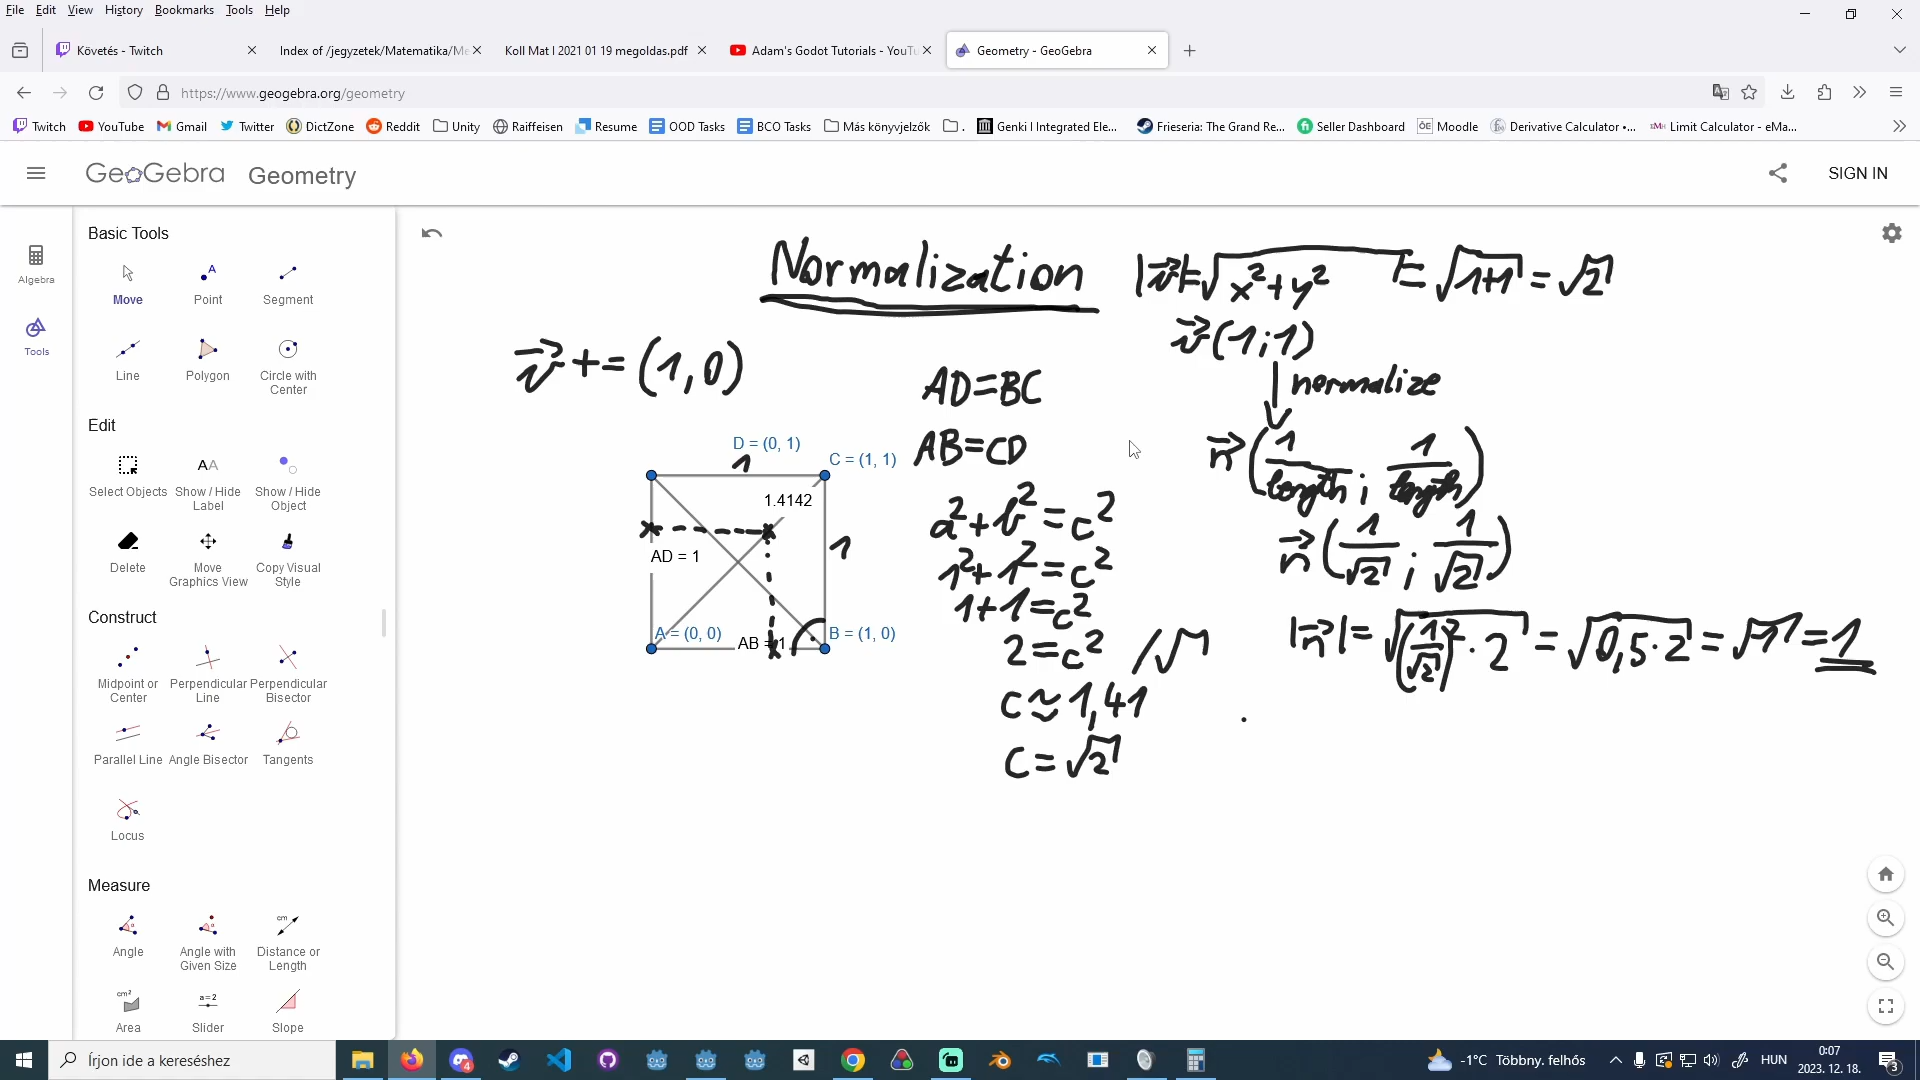 File Edit View History Bookmarks Tools Help
Követés - Twitch
Index of /jegyzetek/Matematika/Me
Koll Mat I 2021 01 19 megoldas.pdf
Adam's Godot Tutorials - YouTu
Geometry - GeoGebra
https://www.geogebra.org/geometry
Twitch YouTube Gmail Twitter DictZone Reddit Unity Raiffeisen Resume OOD Tasks BCO Tasks Más könyvjelzők . Genki I Integrated Ele... Frieseria: The Grand Re... Seller Dashboard Moodle Derivative Calculator •... Limit Calculator - eMa...
GeoGebra Geometry
SIGN IN
Algebra
Tools
Basic Tools
Move Point Segment
Line Polygon Circle with Center
Edit
Select Objects Show / Hide Label Show / Hide Object
Delete Move Graphics View Copy Visual Style
Construct
Midpoint or Center Perpendicular Line Perpendicular Bisector
Parallel Line Angle Bisector Tangents
Locus
Measure
Angle Angle with Given Size Distance or Length
Area Slider Slope
Normalization
v⃗ += (1,0)
D = (0, 1)
1
C = (1, 1)
1.4142
1
AD = 1
A = (0, 0)
AB = 1
B = (1, 0)
AD=BC
AB=CD
a²+b²=c²
1²+1²=c²
1+1=c²
2=c² /√
c≈1,41
c=√2
|v⃗|=√x²+y² =√1+1 =√2
v⃗(1;1)
normalize
n⃗(1/length; 1/length)
n⃗(1/√2; 1/√2)
|n⃗|=√(1/√2)²·2 =√0,5·2 =√1 =1
Írjon ide a kereséshez
4
-1°C Többny. felhős
HUN
0:07
2023. 12. 18.
3